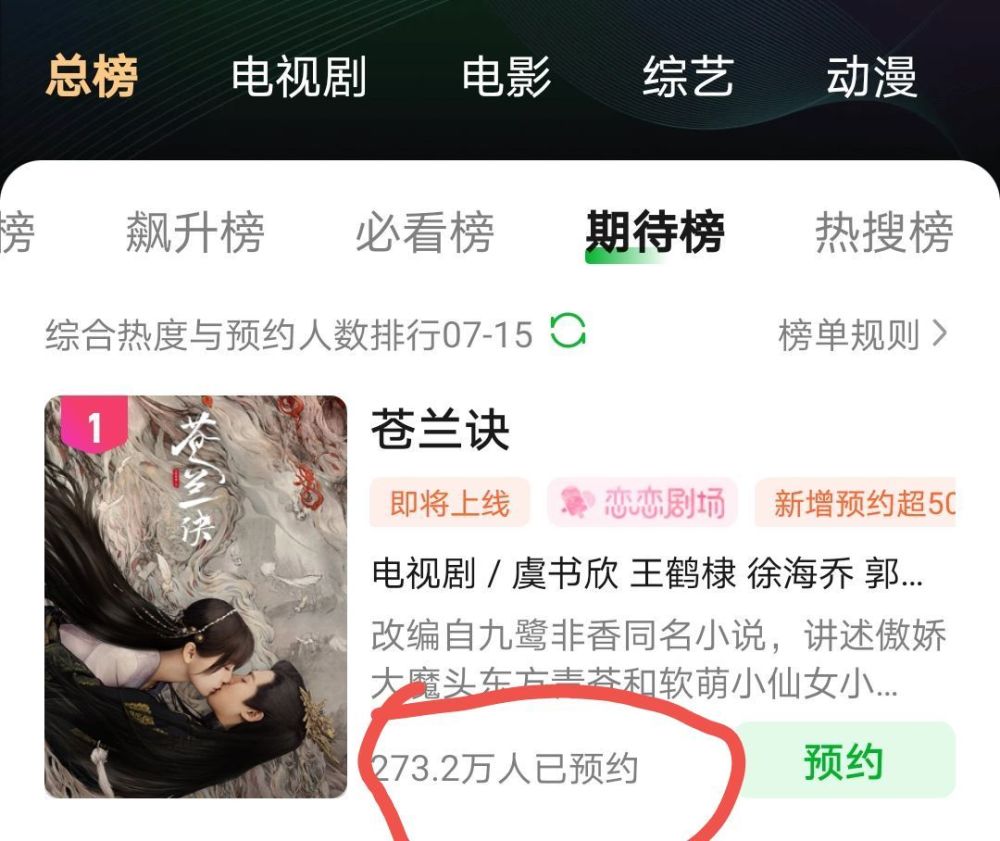 总榜 电视剧 电影 综艺 动漫
榜 飙升榜 必看榜 期待榜 热搜榜
综合热度与预约人数排行07-15 榜单规则
1
苍兰诀
苍兰诀
即将上线 恋恋剧场 新增预约超50
电视剧 / 虞书欣 王鹤棣 徐海乔 郭...
改编自九鹭非香同名小说，讲述傲娇
大魔头东方青苍和软萌小仙女小...
273.2万人已预约 预约